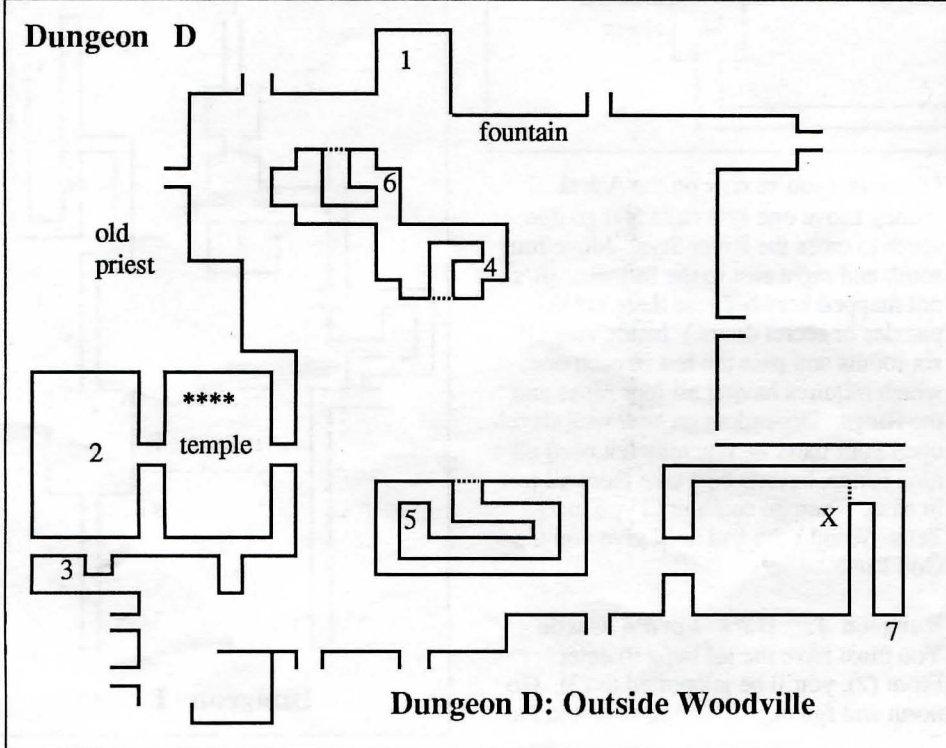 Dungeon D
1
fountain
6
old
priest
4
****
temple
2
5
X
3
7
Dungeon D: Outside Woodville